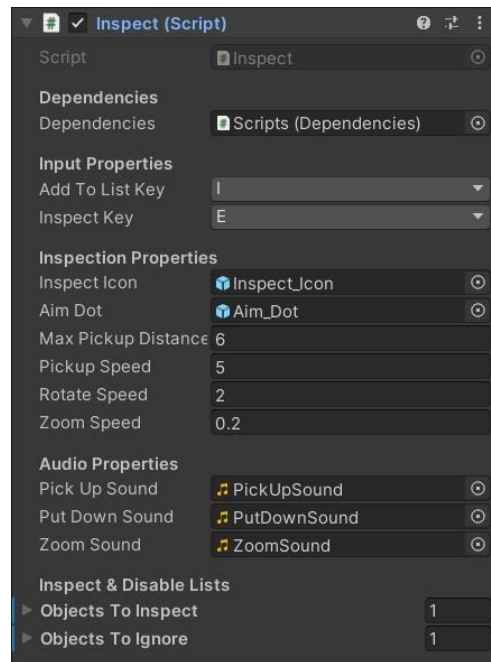 Inspect (Script)
Script Inspect
Dependencies
Dependencies Scripts (Dependencies)
Input Properties
Add To List Key I
Inspect Key E
Inspection Properties
Inspect Icon Inspect_Icon
Aim Dot Aim_Dot
Max Pickup Distance 6
Pickup Speed 5
Rotate Speed 2
Zoom Speed 0.2
Audio Properties
Pick Up Sound PickUpSound
Put Down Sound PutDownSound
Zoom Sound ZoomSound
Inspect & Disable Lists
Objects To Inspect 1
Objects To Ignore 1